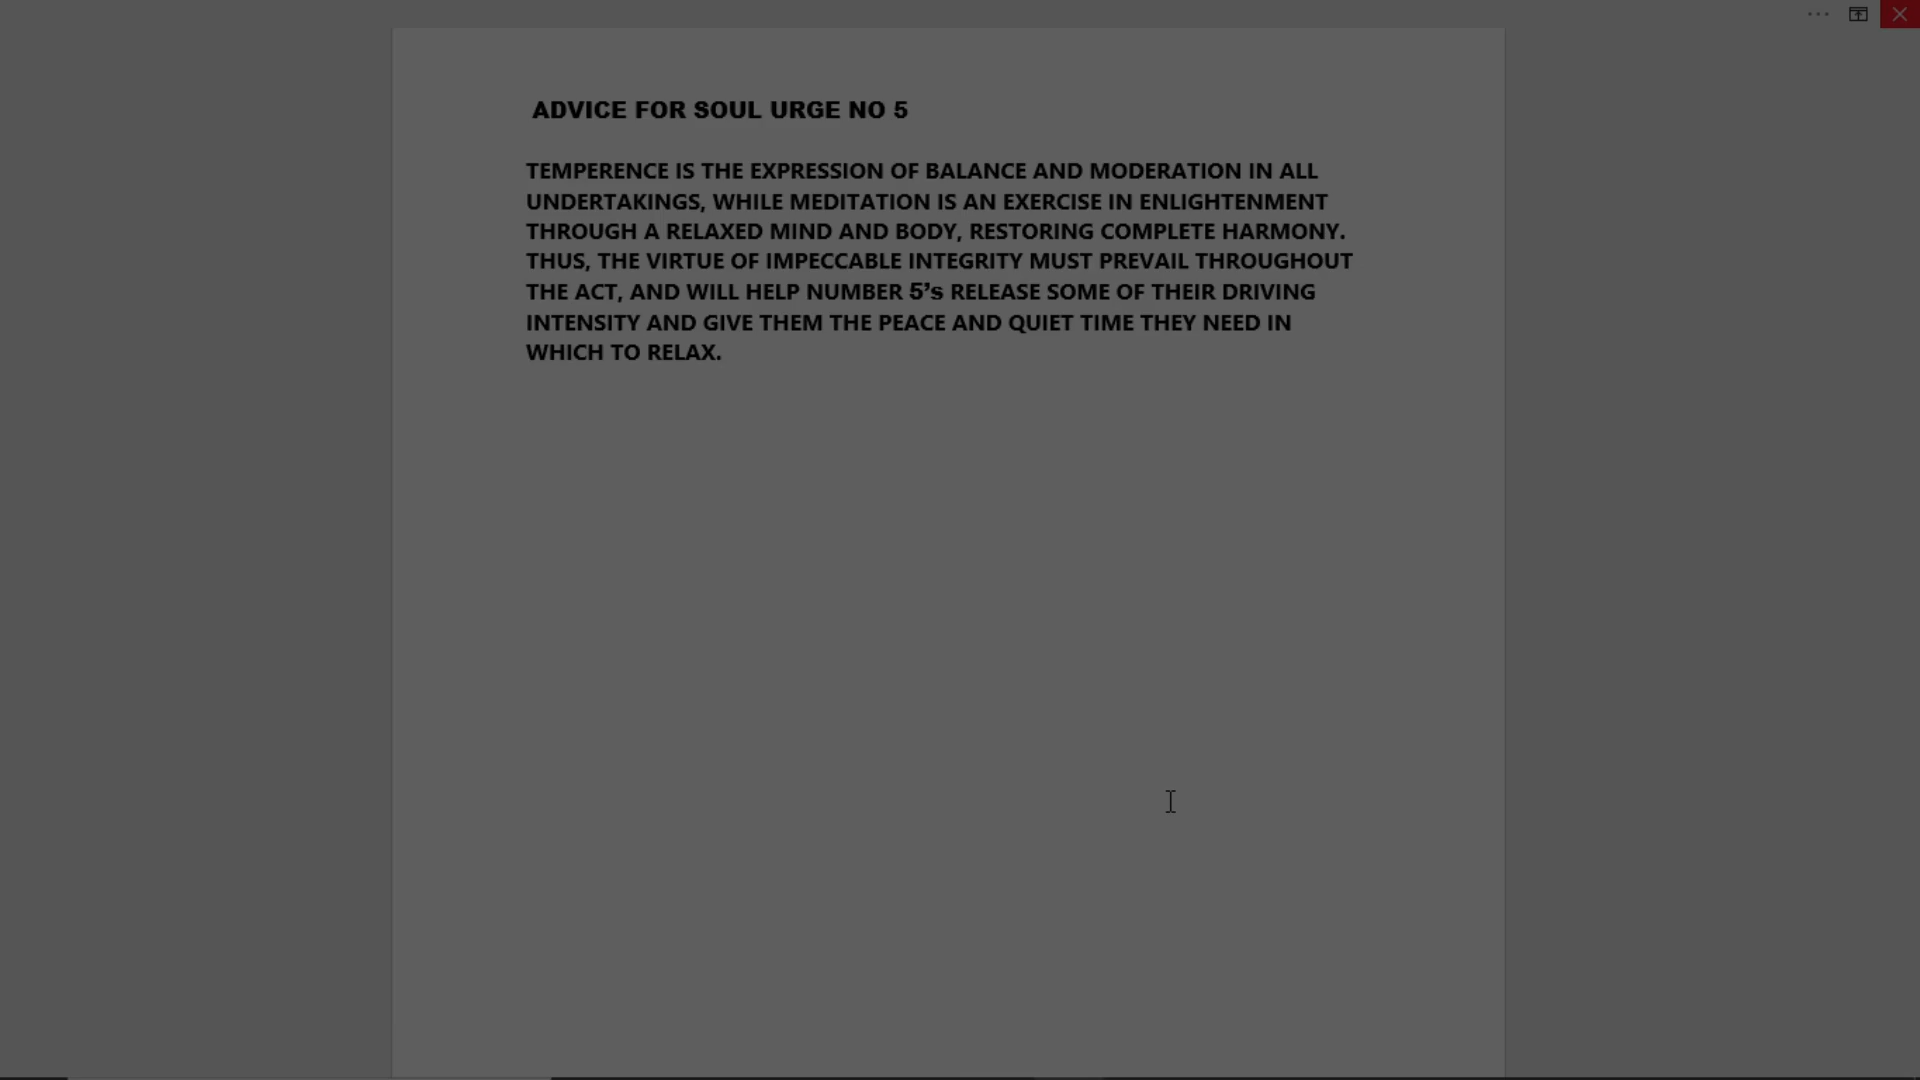 ADVICE FOR SOUL URGE NO 5
TEMPERENCE IS THE EXPRESSION OF BALANCE AND MODERATION IN ALL
UNDERTAKINGS, WHILE MEDITATION IS AN EXERCISE IN ENLIGHTENMENT
THROUGH A RELAXED MIND AND BODY, RESTORING COMPLETE HARMONY.
THUS, THE VIRTUE OF IMPECCABLE INTEGRITY MUST PREVAIL THROUGHOUT
THE ACT, AND WILL HELP NUMBER 5’s RELEASE SOME OF THEIR DRIVING
INTENSITY AND GIVE THEM THE PEACE AND QUIET TIME THEY NEED IN
WHICH TO RELAX.